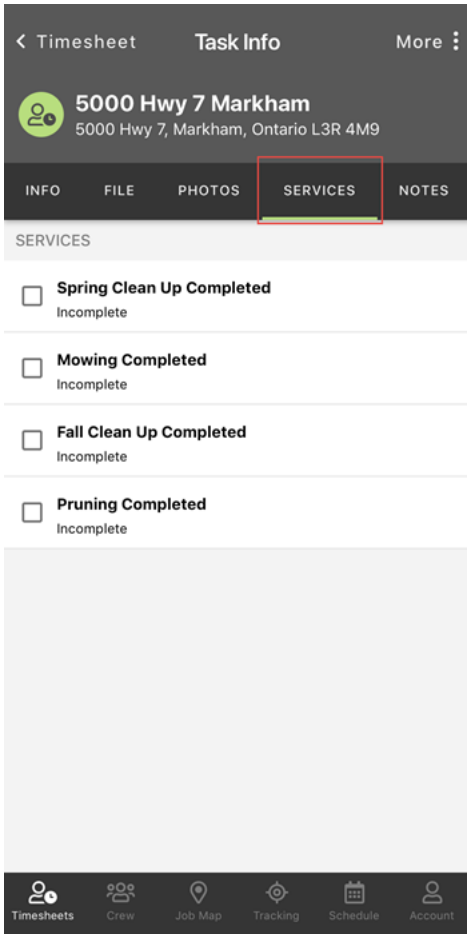 Timesheet Task Info More
5000 Hwy 7 Markham
5000 Hwy 7, Markham, Ontario L3R 4M9
INFO FILE PHOTOS SERVICES NOTES
SERVICES
Spring Clean Up Completed
Incomplete
Mowing Completed
Incomplete
Fall Clean Up Completed
Incomplete
Pruning Completed
Incomplete
Timesheets Crew Job Map Tracking Schedule Account